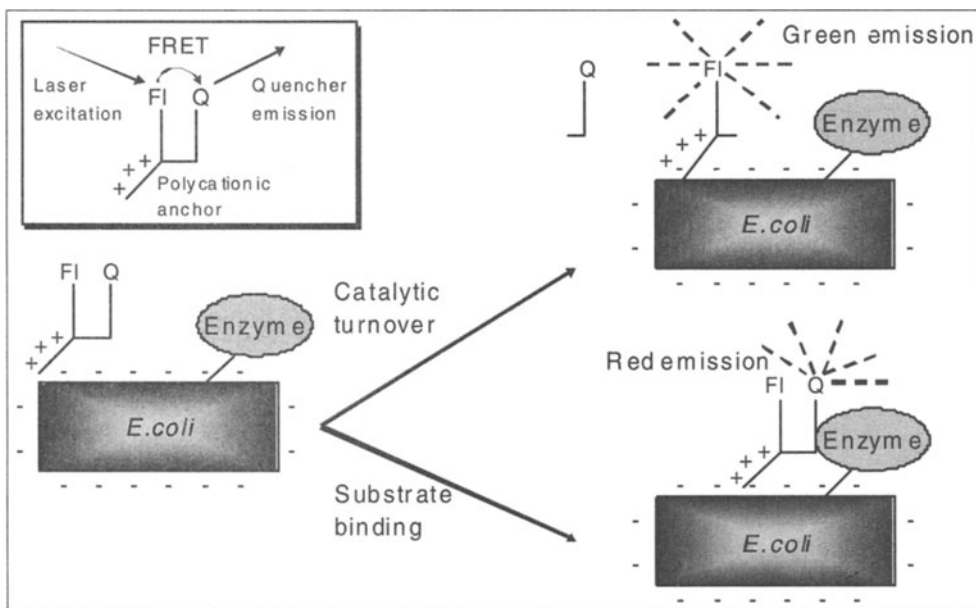 FRET
Laser
excitation
Fl Q
Quencher
emission
+ + +
Polycationic
anchor
Green emission
Q
Fl
Enzyme
+ + +
- - - - - -
E.coli
- - - -
- - - - - -
Fl Q
Enzyme
+ + +
- - - - - -
E.coli
- - - -
- - - - - -
Catalytic
turnover
Substrate
binding
Red emission
Fl Q
Enzyme
+ + +
- - - - - -
E.coli
- - - -
- - - - - -